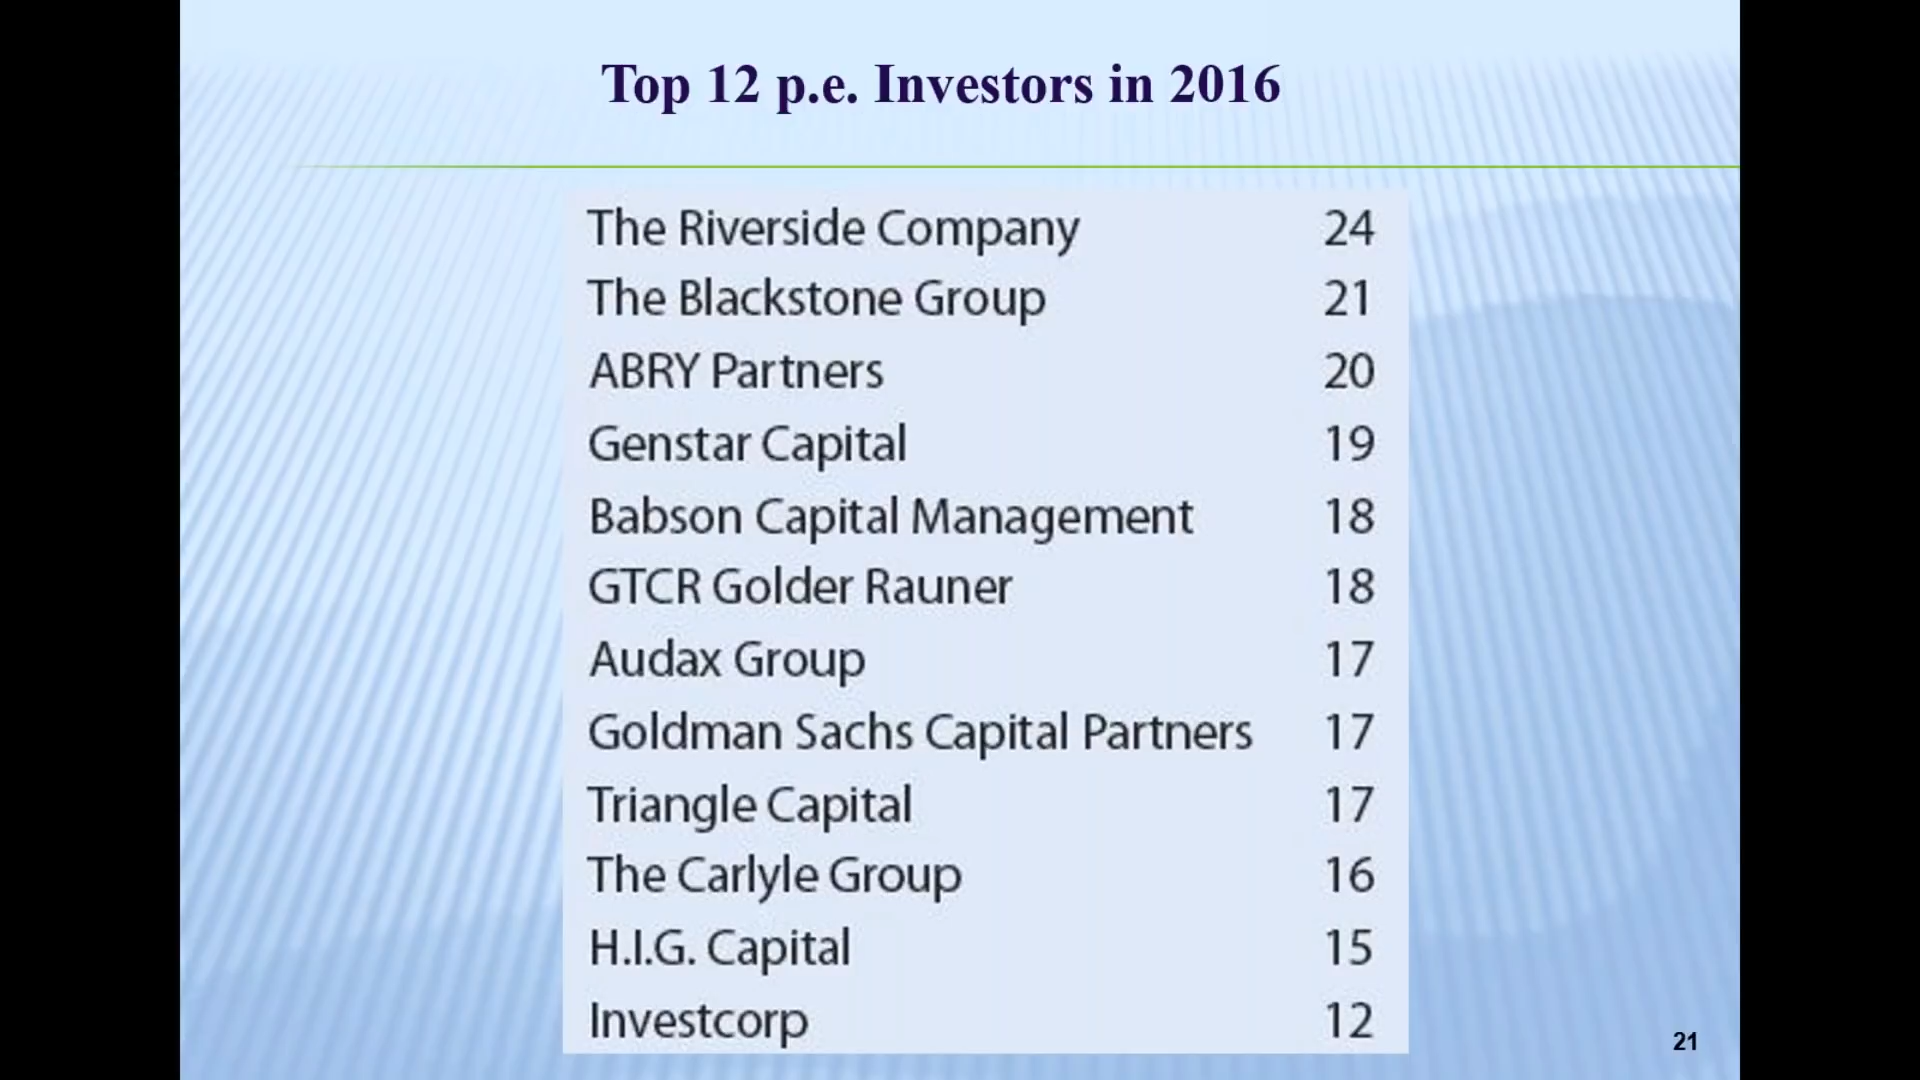 Top 12 p.e. Investors in 2016
The Riverside Company 24
The Blackstone Group 21
ABRY Partners 20
Genstar Capital 19
Babson Capital Management 18
GTCR Golder Rauner 18
Audax Group 17
Goldman Sachs Capital Partners 17
Triangle Capital 17
The Carlyle Group 16
H.I.G. Capital 15
Investcorp 12
21